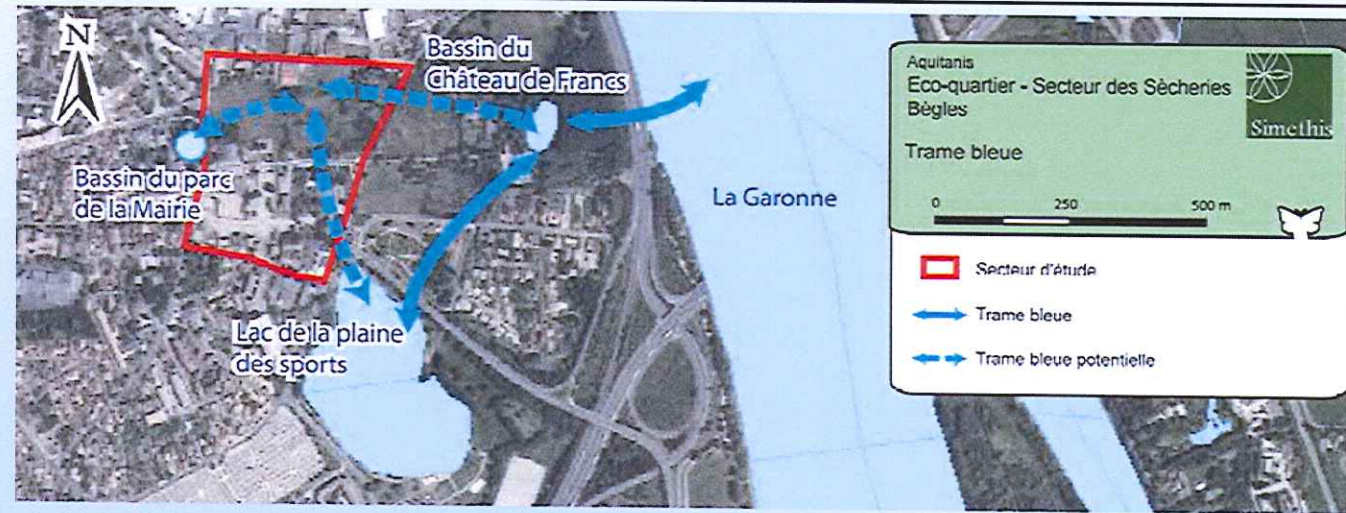 N
Bassin du
Château de Francs
Bassin du parc
de la Mairie
Lac de la plaine
des sports
La Garonne
Aquitanis
Eco-quartier - Secteur des Sècheries
Bègles
Simethis
Trame bleue
0 250 500 m
Secteur d'étude
Trame bleue
Trame bleue potentielle